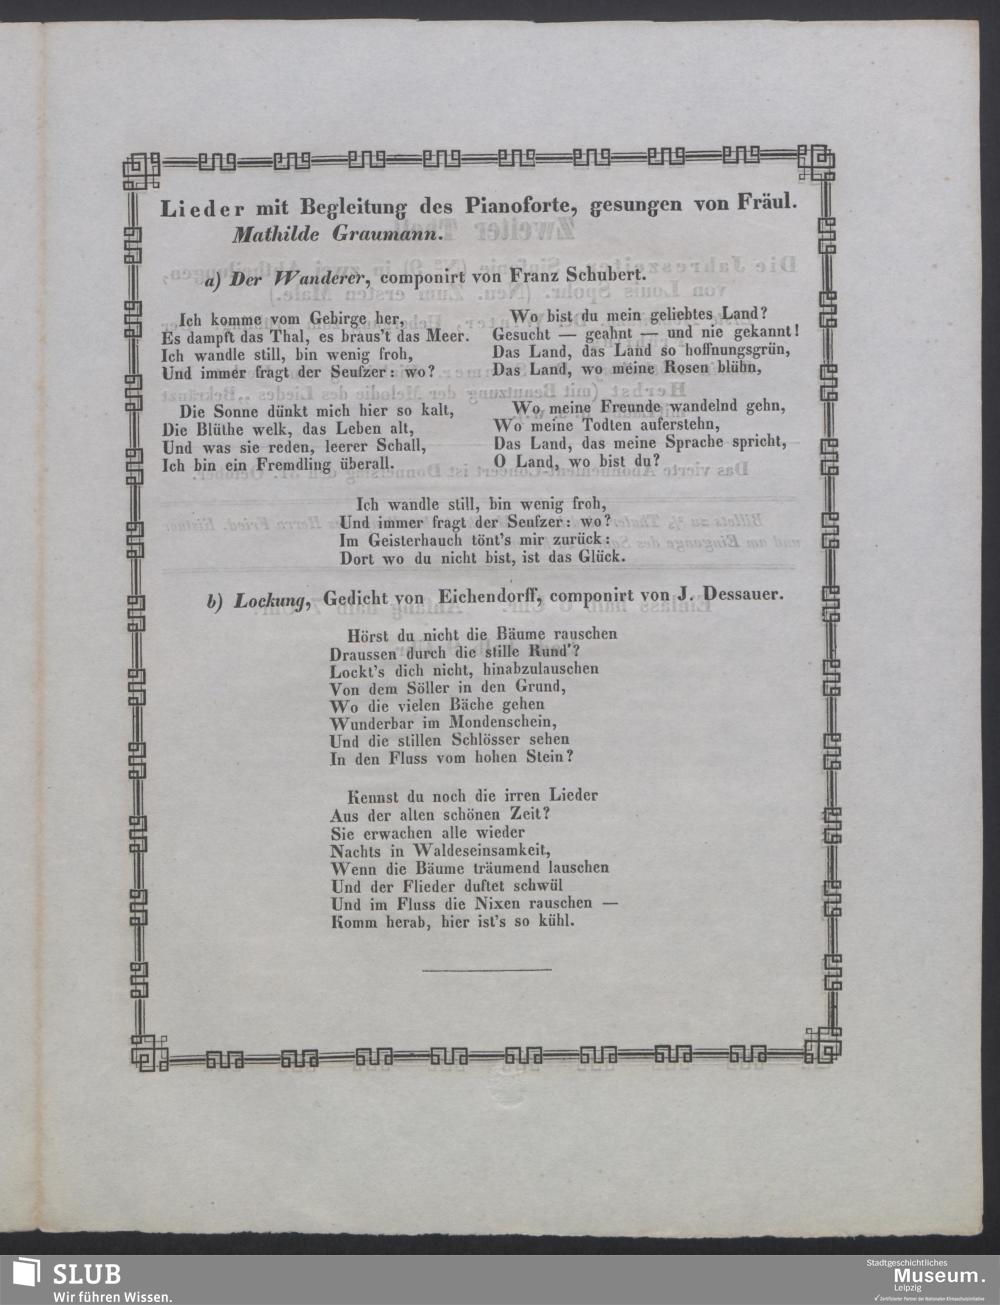 Lieder mit Begleitung des Pianoforte, gesungen von Fräul.
Mathilde Graumann.
a) Der Wanderer, componirt von Franz Schubert.
Ich komme vom Gebirge her,
Es dampft das Thal, es braus't das Meer.
Ich wandle still, bin wenig froh,
Und immer fragt der Seufzer: wo?
Die Sonne dünkt mich hier so kalt,
Die Blüthe welk, das Leben alt,
Und was sie reden, leerer Schall,
Ich bin ein Fremdling überall.
Wo bist du mein geliebtes Land?
Gesucht — geahnt — und nie gekannt!
Das Land, das Land so hoffnungsgrün,
Das Land, wo meine Rosen blühn,
Wo meine Freunde wandelnd gehn,
Wo meine Todten auferstehn,
Das Land, das meine Sprache spricht,
O Land, wo bist du?
Ich wandle still, bin wenig froh,
Und immer fragt der Seufzer: wo?
Im Geisterhauch tönt's mir zurück:
Dort wo du nicht bist, ist das Glück.
b) Lockung, Gedicht von Eichendorff, componirt von J. Dessauer.
Hörst du nicht die Bäume rauschen
Draussen durch die stille Rund'?
Lockt's dich nicht, hinabzulauschen
Von dem Söller in den Grund,
Wo die vielen Bäche gehen
Wunderbar im Mondenschein,
Und die stillen Schlösser sehen
In den Fluss vom hohen Stein?
Kennst du noch die irren Lieder
Aus der alten schönen Zeit?
Sie erwachen alle wieder
Nachts in Waldeseinsamkeit,
Wenn die Bäume träumend lauschen
Und der Flieder duftet schwül
Und im Fluss die Nixen rauschen —
Komm herab, hier ist's so kühl.
SLUB
Wir führen Wissen.
Stadtgeschichtliches
Museum.
Leipzig
Zertifizierter Partner der Nationalen Klimaschutzinitiative